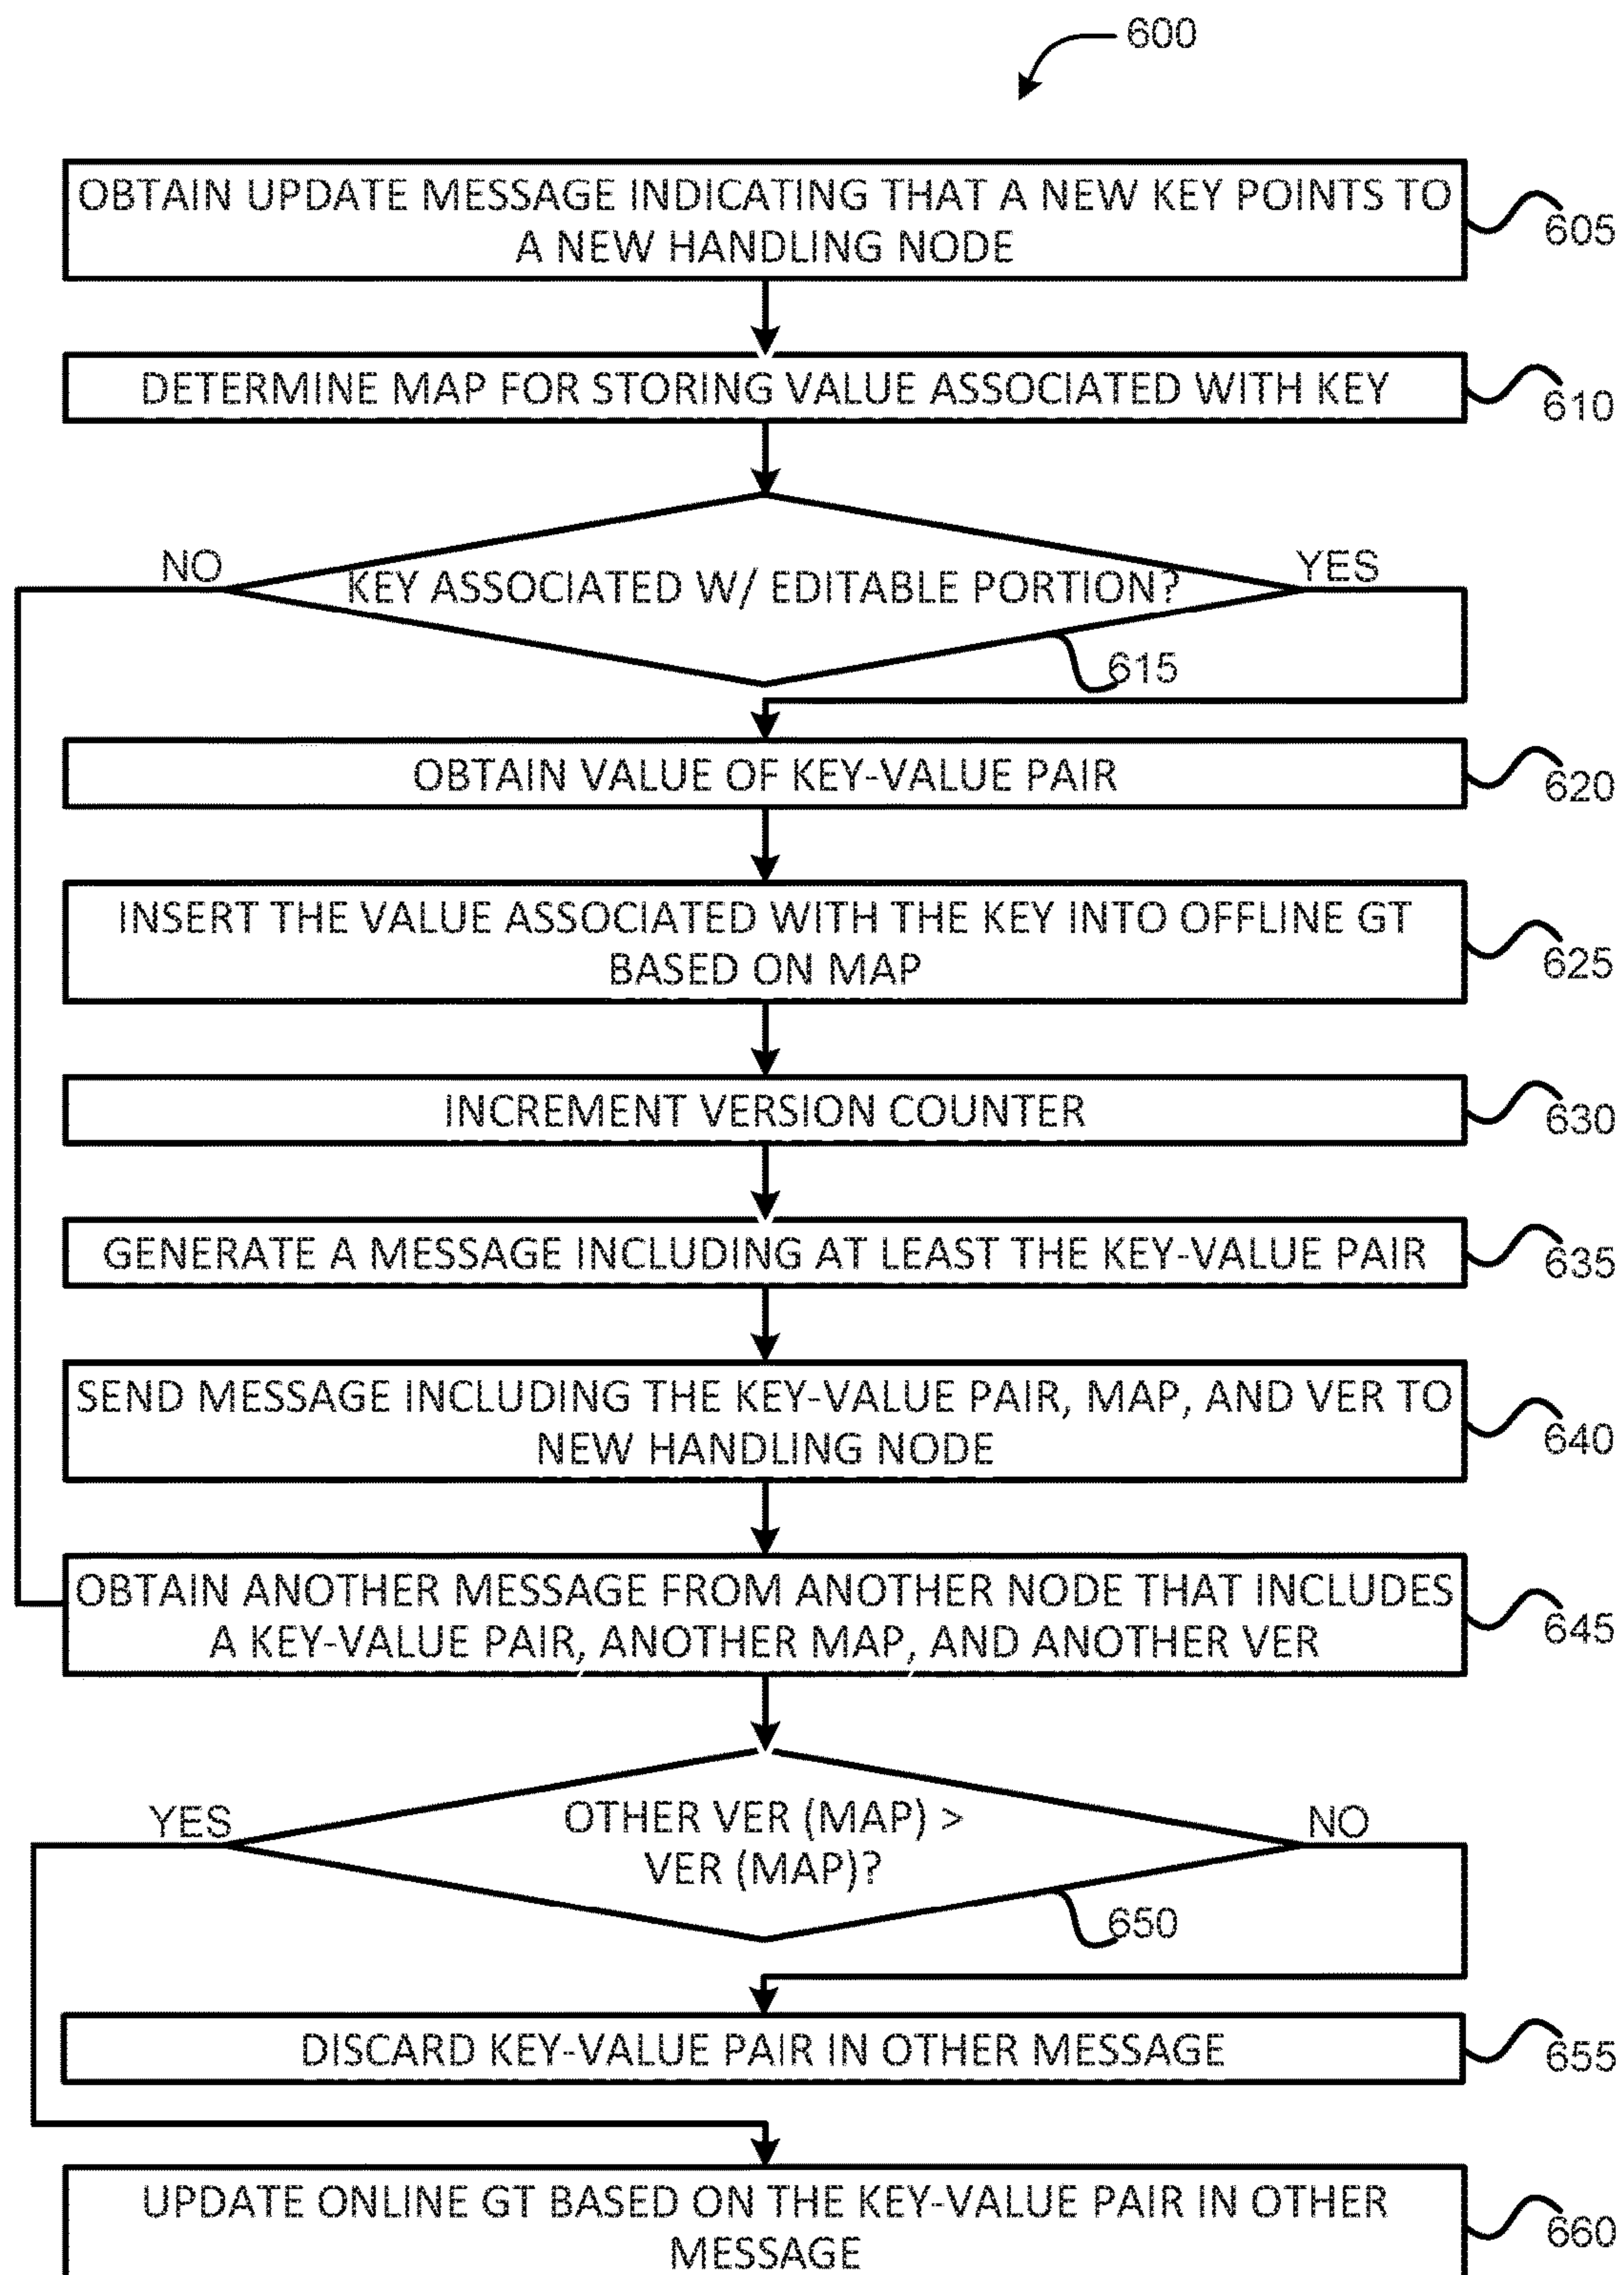 600
OBTAIN UPDATE MESSAGE INDICATING THAT A NEW KEY POINTS TO
A NEW HANDLING NODE
605
DETERMINE MAP FOR STORING VALUE ASSOCIATED WITH KEY
610
NO
KEY ASSOCIATED W/ EDITABLE PORTION?
YES
615
OBTAIN VALUE OF KEY-VALUE PAIR
620
INSERT THE VALUE ASSOCIATED WITH THE KEY INTO OFFLINE GT
BASED ON MAP
625
INCREMENT VERSION COUNTER
630
GENERATE A MESSAGE INCLUDING AT LEAST THE KEY-VALUE PAIR
635
SEND MESSAGE INCLUDING THE KEY-VALUE PAIR, MAP, AND VER TO
NEW HANDLING NODE
640
OBTAIN ANOTHER MESSAGE FROM ANOTHER NODE THAT INCLUDES
A KEY-VALUE PAIR, ANOTHER MAP, AND ANOTHER VER
645
YES
OTHER VER (MAP) >
VER (MAP)?
NO
650
DISCARD KEY-VALUE PAIR IN OTHER MESSAGE
655
UPDATE ONLINE GT BASED ON THE KEY-VALUE PAIR IN OTHER
MESSAGE
660